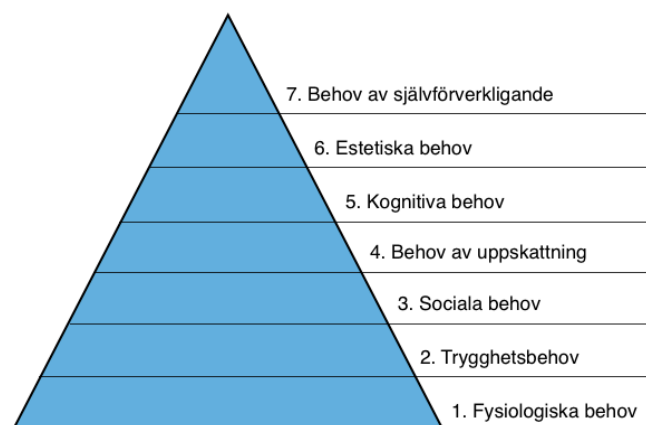 7. Behov av självförverkligande
6. Estetiska behov
5. Kognitiva behov
4. Behov av uppskattning
3. Sociala behov
2. Trygghetsbehov
1. Fysiologiska behov